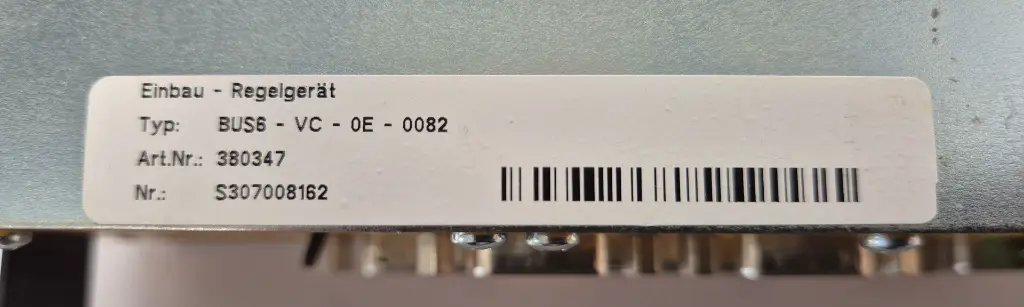 Einbau - Regelgerät
Typ: BUS6 - VC - 0E - 0082
Art.Nr.: 380347
Nr.: S307008162